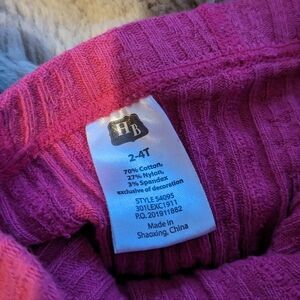 HB
2-4T
70% Cotton,
27% Nylon,
3% Spandex
exclusive of decoration
STYLE 54095
301LEXC1911
P.O. 201911882
Made in
Shaoxing, China